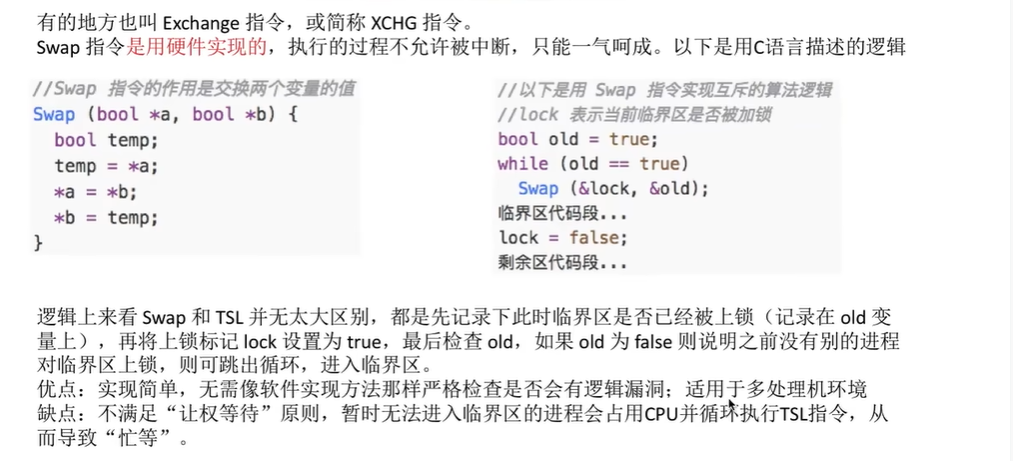 有的地方也叫 Exchange 指令，或简称 XCHG 指令。
Swap 指令是用硬件实现的，执行的过程不允许被中断，只能一气呵成。以下是用C语言描述的逻辑
//Swap 指令的作用是交换两个变量的值
Swap (bool *a, bool *b) {
  bool temp;
  temp = *a;
  *a = *b;
  *b = temp;
}
//以下是用 Swap 指令实现互斥的算法逻辑
//lock 表示当前临界区是否被加锁
bool old = true;
while (old == true)
  Swap (&lock, &old);
临界区代码段...
lock = false;
剩余区代码段...
逻辑上来看 Swap 和 TSL 并无太大区别，都是先记录下此时临界区是否已经被上锁（记录在 old 变
量上），再将上锁标记 lock 设置为 true，最后检查 old，如果 old 为 false 则说明之前没有别的进程
对临界区上锁，则可跳出循环，进入临界区。
优点：实现简单，无需像软件实现方法那样严格检查是否会有逻辑漏洞；适用于多处理机环境
缺点：不满足“让权等待”原则，暂时无法进入临界区的进程会占用CPU并循环执行TSL指令，从
而导致“忙等”。